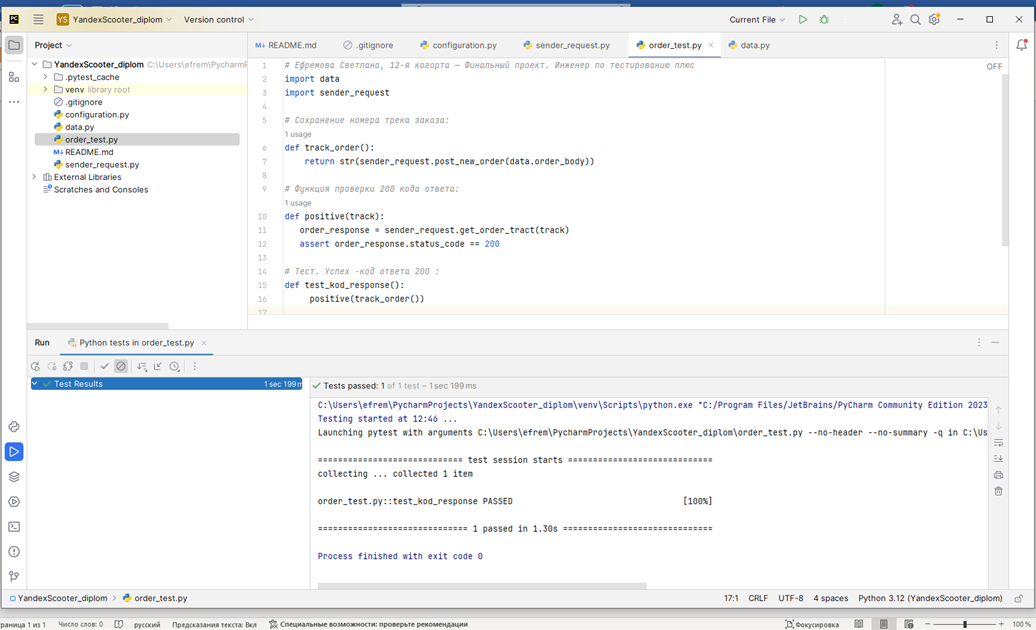 PC YS YandexScooter_diplom Version control Current File
Project README.md .gitignore configuration.py sender_request.py order_test.py data.py
YandexScooter_diplom C:\Users\efrem\PycharmP
.pytest_cache
venv library root
.gitignore
configuration.py
data.py
order_test.py
README.md
sender_request.py
External Libraries
Scratches and Consoles
OFF
1 # Ефремова Светлана, 12-я когорта — Финальный проект. Инженер по тестирование плюс
2 import data
3 import sender_request
4
5 # Сохранение номера трека заказа:
1 usage
6 def track_order():
7 return str(sender_request.post_new_order(data.order_body))
8
9 # Функция проверки 200 кода ответа:
1 usage
10 def positive(track):
11 order_response = sender_request.get_order_tract(track)
12 assert order_response.status_code == 200
13
14 # Тест. Успех -код ответа 200 :
15 def test_kod_response():
16 positive(track_order())
17
Run Python tests in order_test.py
Test Results 1 sec 199 m
Tests passed: 1 of 1 test – 1 sec 199 ms
C:\Users\efrem\PycharmProjects\YandexScooter_diplom\venv\Scripts\python.exe "C:/Program Files/JetBrains/PyCharm Community Edition 2023
Testing started at 12:46 ...
Launching pytest with arguments C:\Users\efrem\PycharmProjects\YandexScooter_diplom\order_test.py --no-header --no-summary -q in C:\Us
============================ test session starts ============================
collecting ... collected 1 item
order_test.py::test_kod_response PASSED [100%]
============================== 1 passed in 1.30s ==============================
Process finished with exit code 0
YandexScooter_diplom order_test.py 17:1 CRLF UTF-8 4 spaces Python 3.12 (YandexScooter_diplom)
раница 1 из 1 Число слов: 0 русский Предсказания текста: Вкл Специальные возможности: проверьте рекомендации Фокусировка 100 %